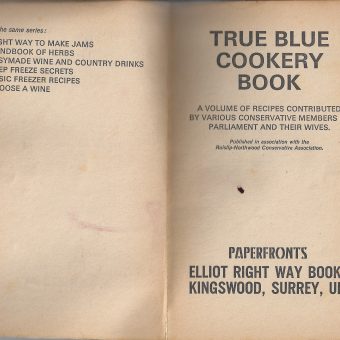 he same series:
GHT WAY TO MAKE JAMS
NDBOOK OF HERBS
SYMADE WINE AND COUNTRY DRINKS
EP FREEZE SECRETS
SIC FREEZER RECIPES
OOSE A WINE
TRUE BLUE
COOKERY
BOOK
A VOLUME OF RECIPES CONTRIBUTED
BY VARIOUS CONSERVATIVE MEMBERS
PARLIAMENT AND THEIR WIVES.
Published in association with the
Ruislip-Northwood Conservative Association.
PAPERFRONTS
ELLIOT RIGHT WAY BOOK
KINGSWOOD, SURREY, U